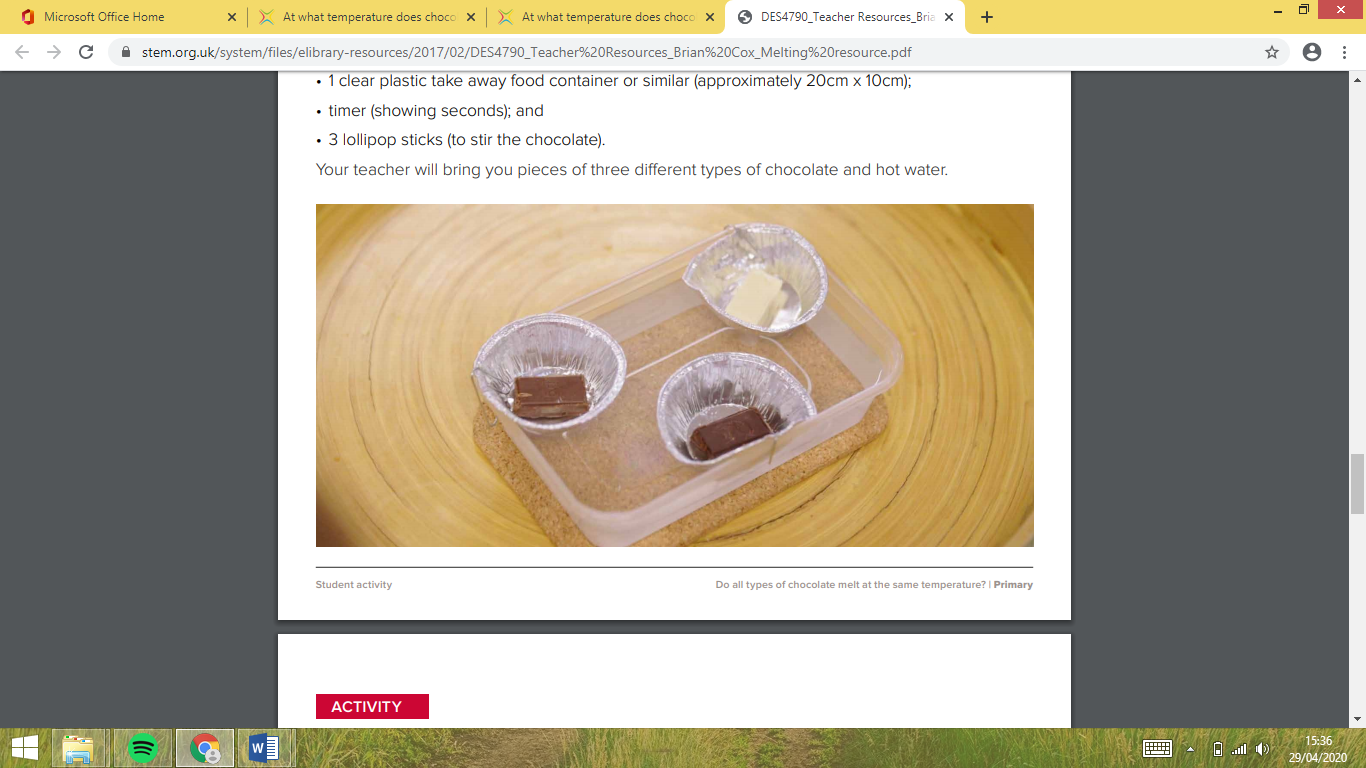 Microsoft Office Home
At what temperature does choco
At what temperature does choco
DES4790_Teacher Resources_Bria
stem.org.uk/system/files/elibrary-resources/2017/02/DES4790_Teacher%20Resources_Brian%20Cox_Melting%20resource.pdf
• 1 clear plastic take away food container or similar (approximately 20cm x 10cm);
• timer (showing seconds); and
• 3 lollipop sticks (to stir the chocolate).
Your teacher will bring you pieces of three different types of chocolate and hot water.
Student activity
Do all types of chocolate melt at the same temperature? | Primary
ACTIVITY
15:36
29/04/2020